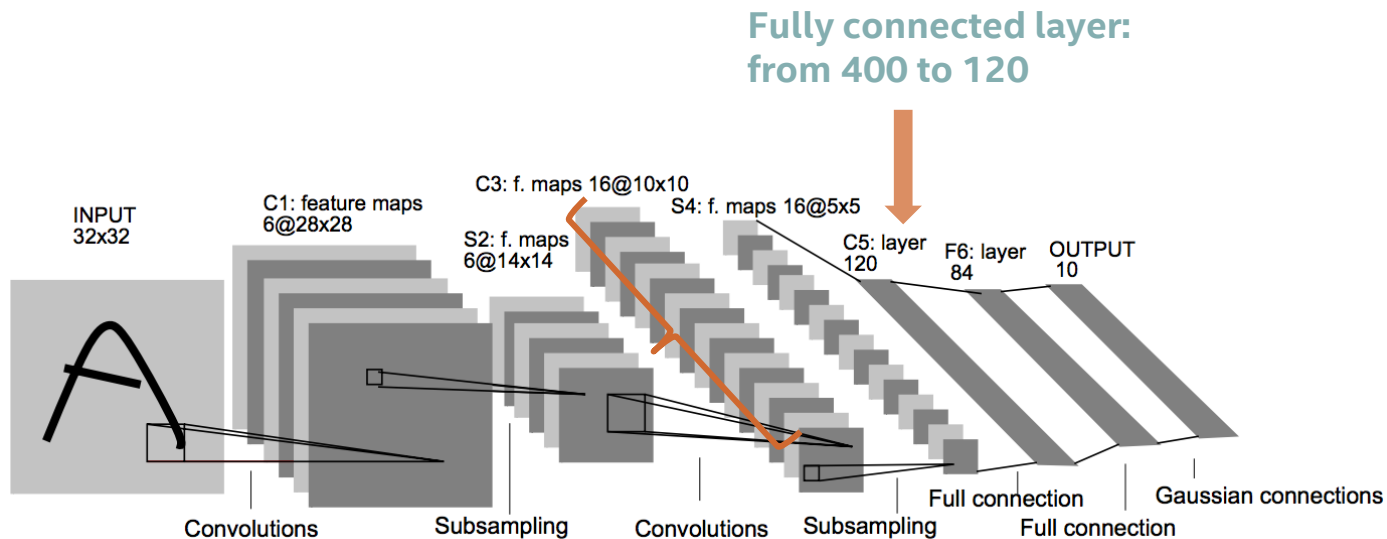 Fully connected layer:
from 400 to 120
C3: f. maps 16@10x10
S4: f. maps 16@5x5
INPUT
32x32
C1: feature maps
6@28x28
S2: f. maps
6@14x14
C5: layer
120
F6: layer
84
OUTPUT
10
Convolutions
Subsampling
Convolutions
Subsampling
Full connection
Full connection
Gaussian connections